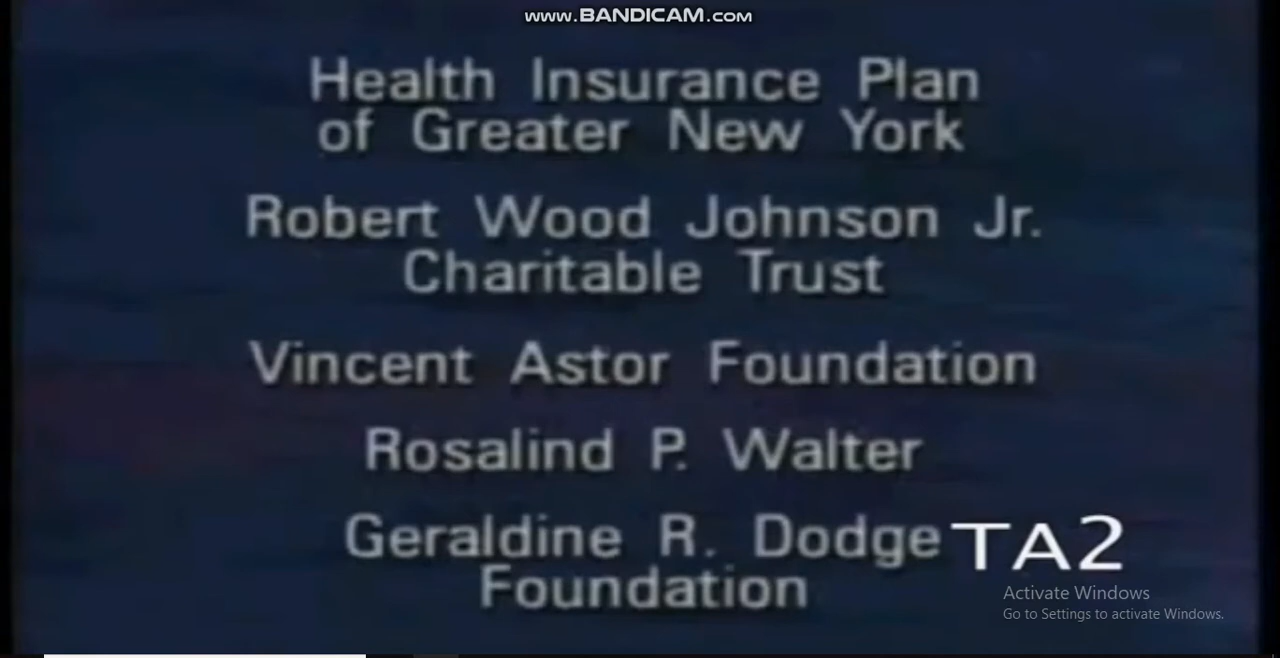 www.BANDICAM.com
Health Insurance Plan
of Greater New York
Robert Wood Johnson Jr.
Charitable Trust
Vincent Astor Foundation
Rosalind P. Walter
Geraldine R. Dodge
Foundation
TA2
Activate Windows
Go to Settings to activate Windows.